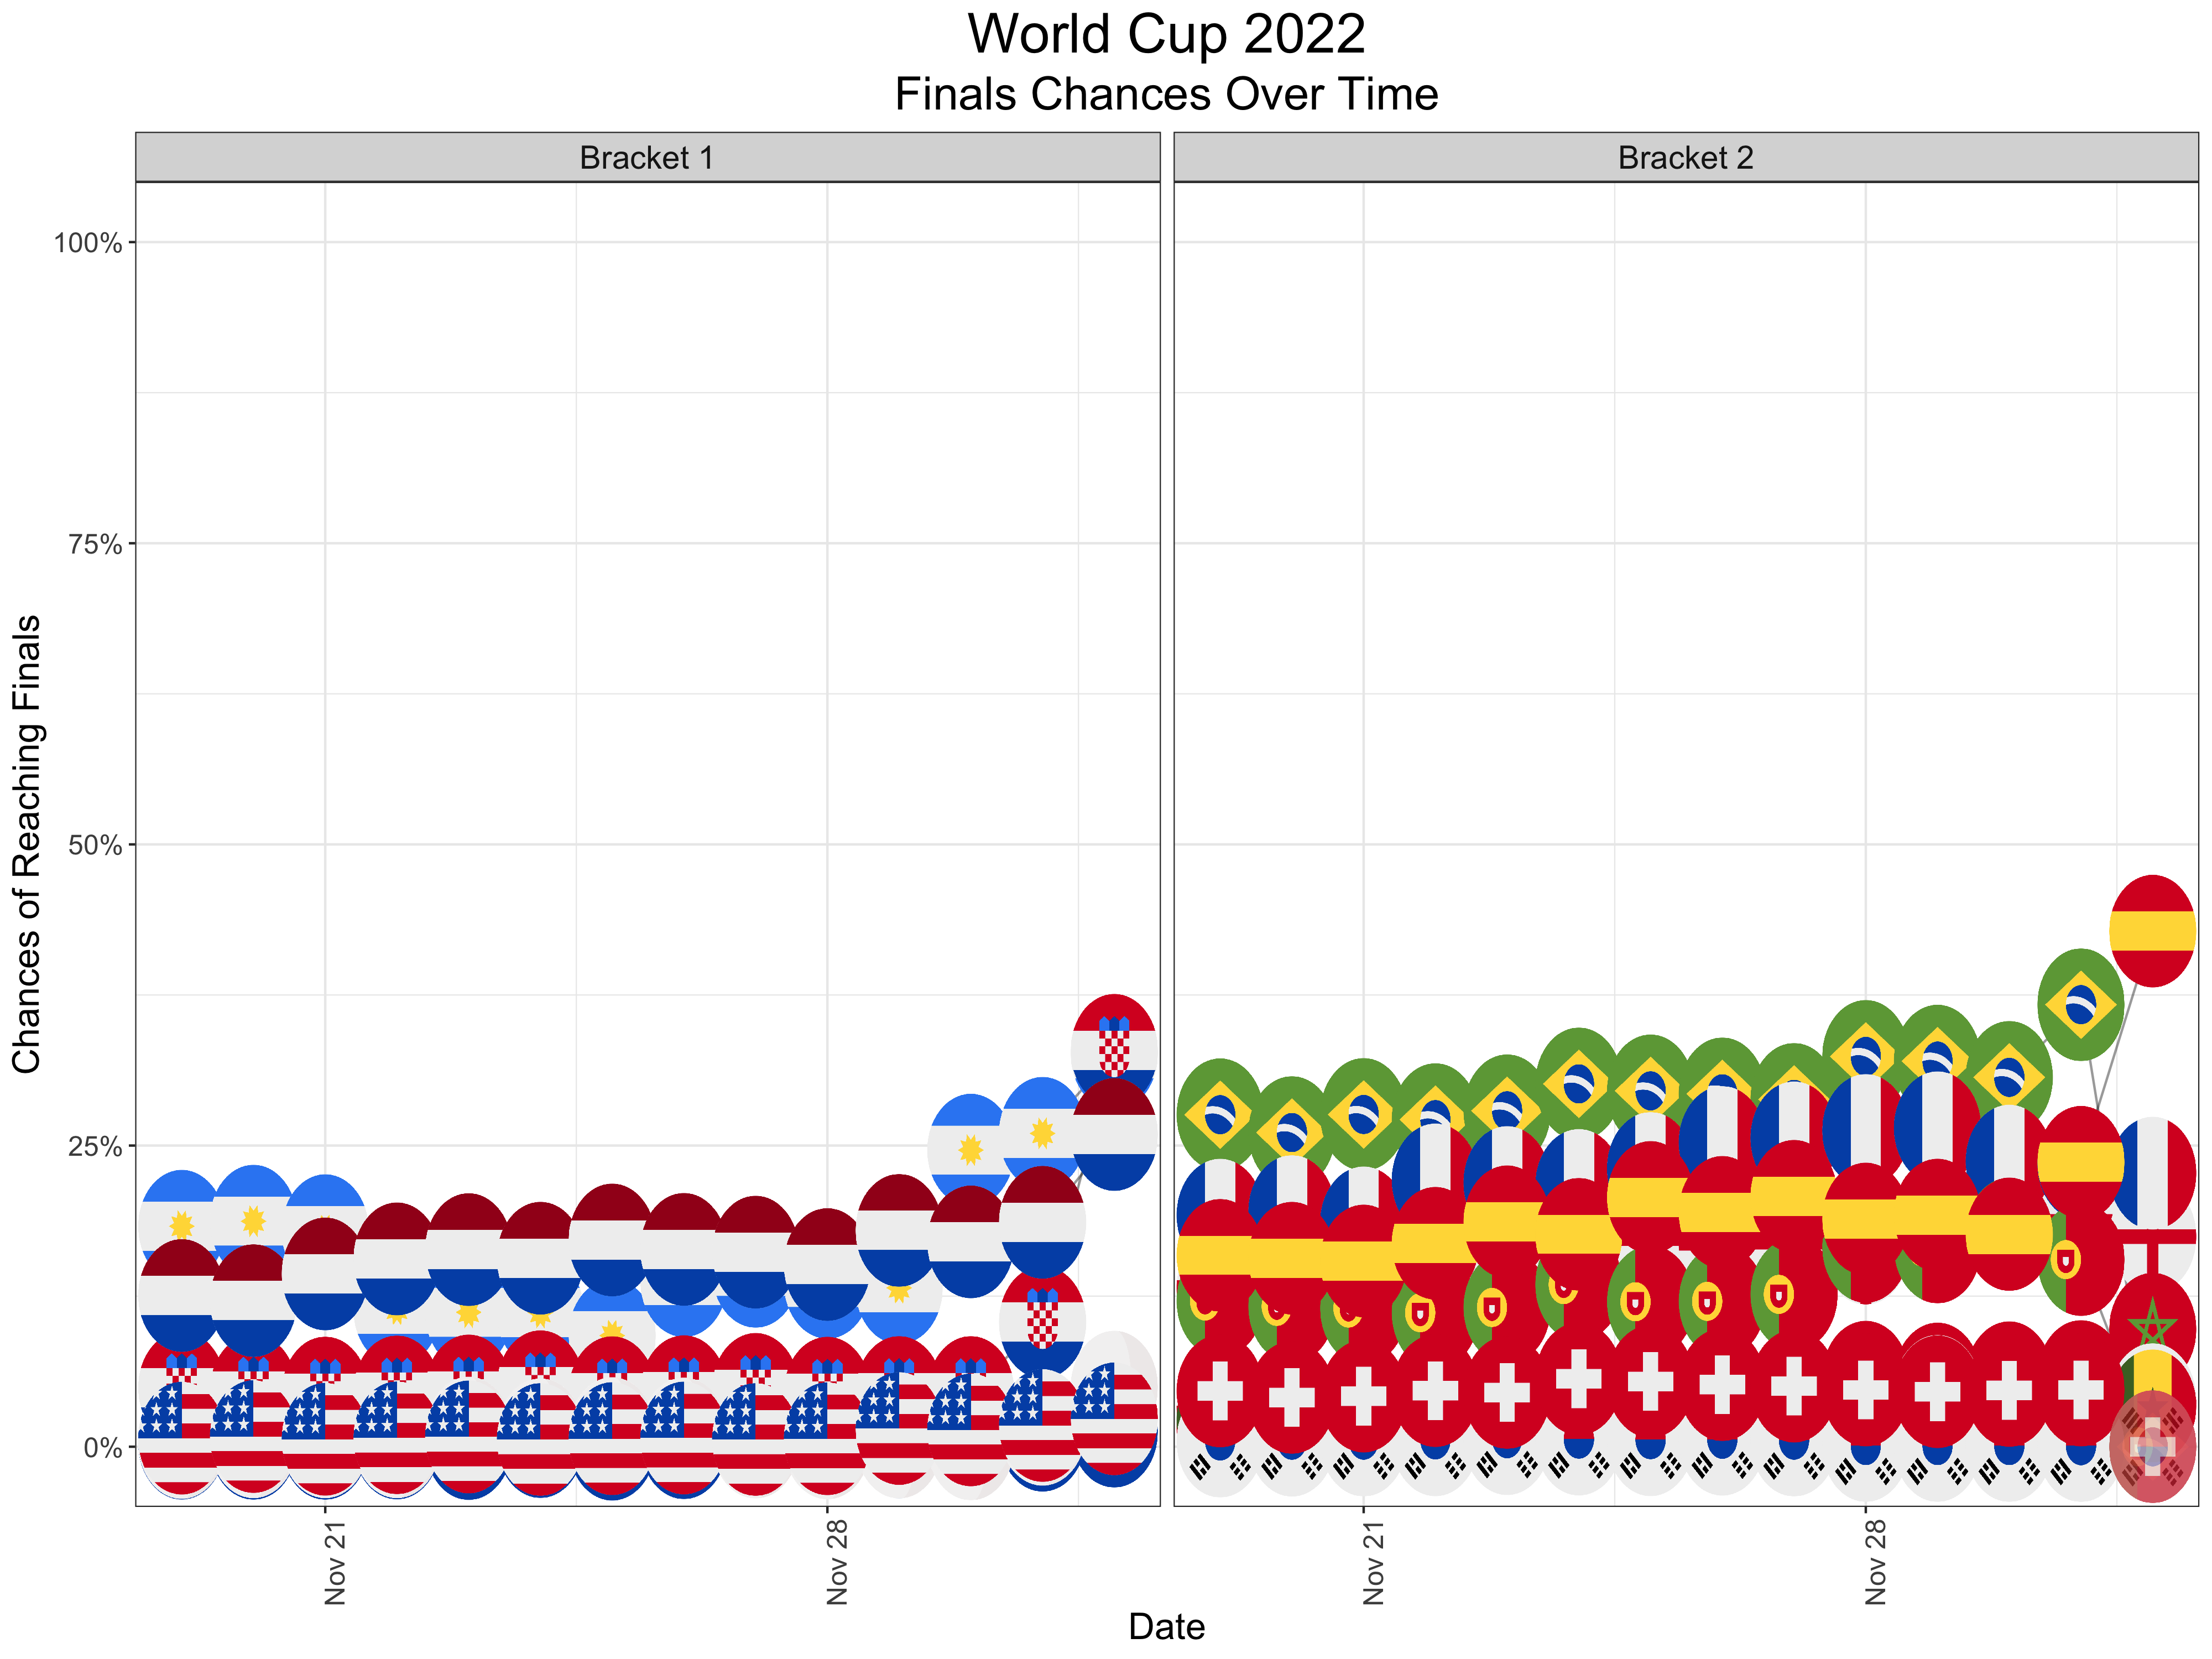 World Cup 2022
Finals Chances Over Time
Bracket 1
Bracket 2
Chances of Reaching Finals
100%
75%
50%
25%
0%
Nov 21
Nov 28
Nov 21
Nov 28
Date